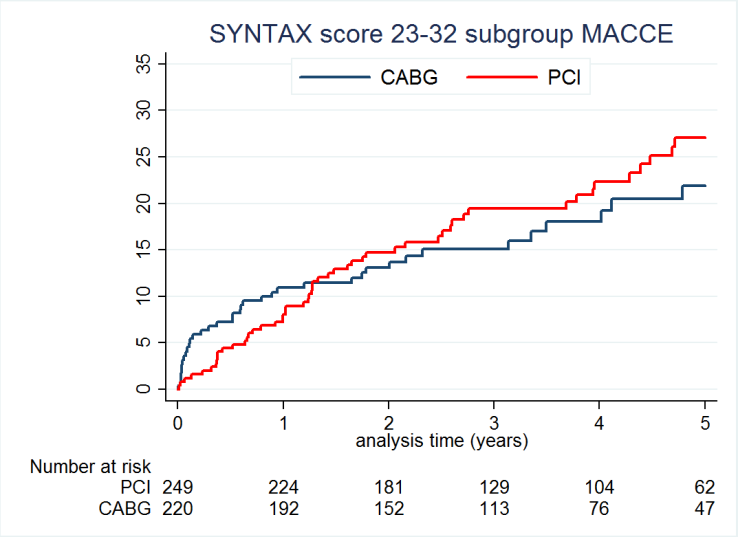 SYNTAX score 23-32 subgroup MACCE
CABG PCI
35
30
25
20
15
10
5
0
0 1 2 3 4 5
analysis time (years)
Number at risk
PCI 249 224 181 129 104 62
CABG 220 192 152 113 76 47